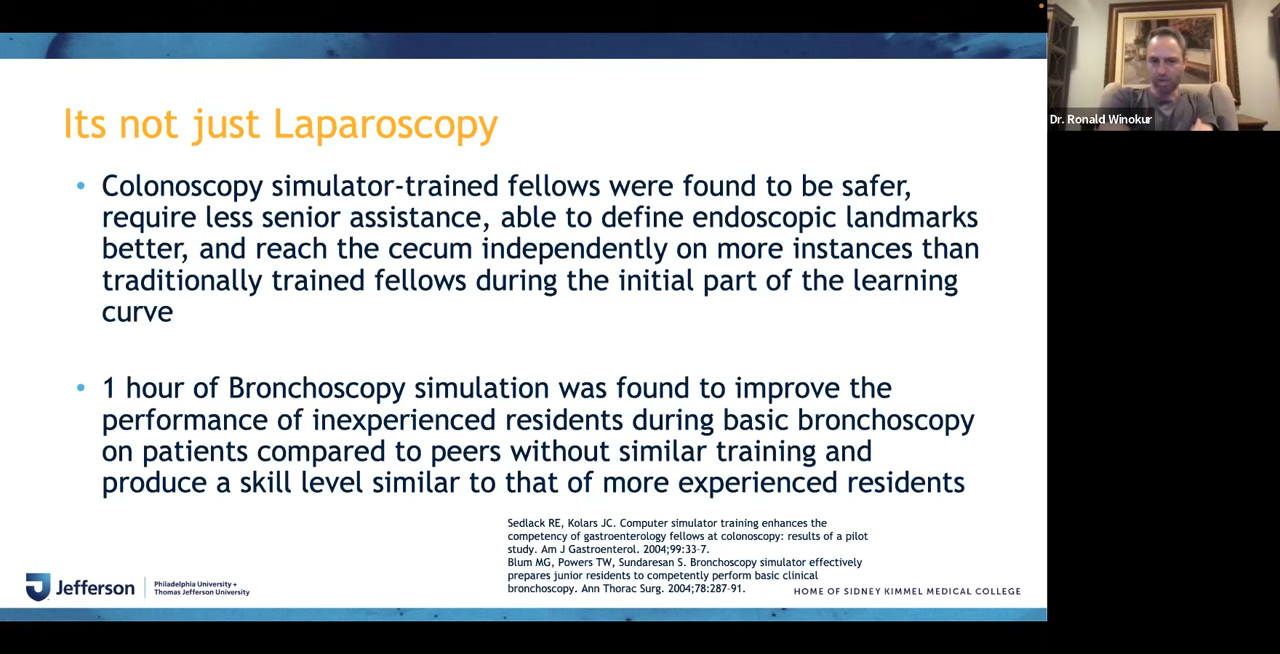 Its not just Laparoscopy
• Colonoscopy simulator-trained fellows were found to be safer,
require less senior assistance, able to define endoscopic landmarks
better, and reach the cecum independently on more instances than
traditionally trained fellows during the initial part of the learning
curve
• 1 hour of Bronchoscopy simulation was found to improve the
performance of inexperienced residents during basic bronchoscopy
on patients compared to peers without similar training and
produce a skill level similar to that of more experienced residents
Sedlack RE, Kolars JC. Computer simulator training enhances the
competency of gastroenterology fellows at colonoscopy: results of a pilot
study. Am J Gastroenterol. 2004;99:33-7.
Blum MG, Powers TW, Sundaresan S. Bronchoscopy simulator effectively
prepares junior residents to competently perform basic clinical
bronchoscopy. Ann Thorac Surg. 2004;78:287-91.
Jefferson
Philadelphia University +
Thomas Jefferson University
HOME OF SIDNEY KIMMEL MEDICAL COLLEGE
Dr. Ronald Winokur